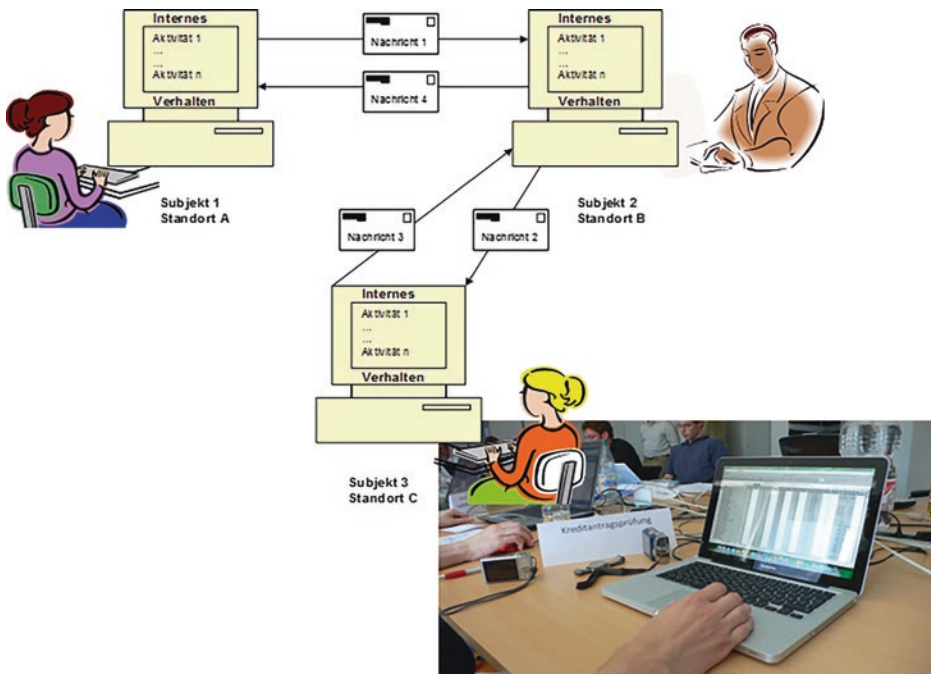 Internes
Aktivität 1
...
Aktivität n
Verhalten
Nachricht 1
Nachricht 4
Internes
Aktivität 1
...
Aktivität n
Verhalten
Subjekt 1
Standort A
Subjekt 2
Standort B
Nachricht 3
Nachricht 2
Internes
Aktivität 1
...
...
Aktivität n
Verhalten
Subjekt 3
Standort C
Kreditantragsprüfung